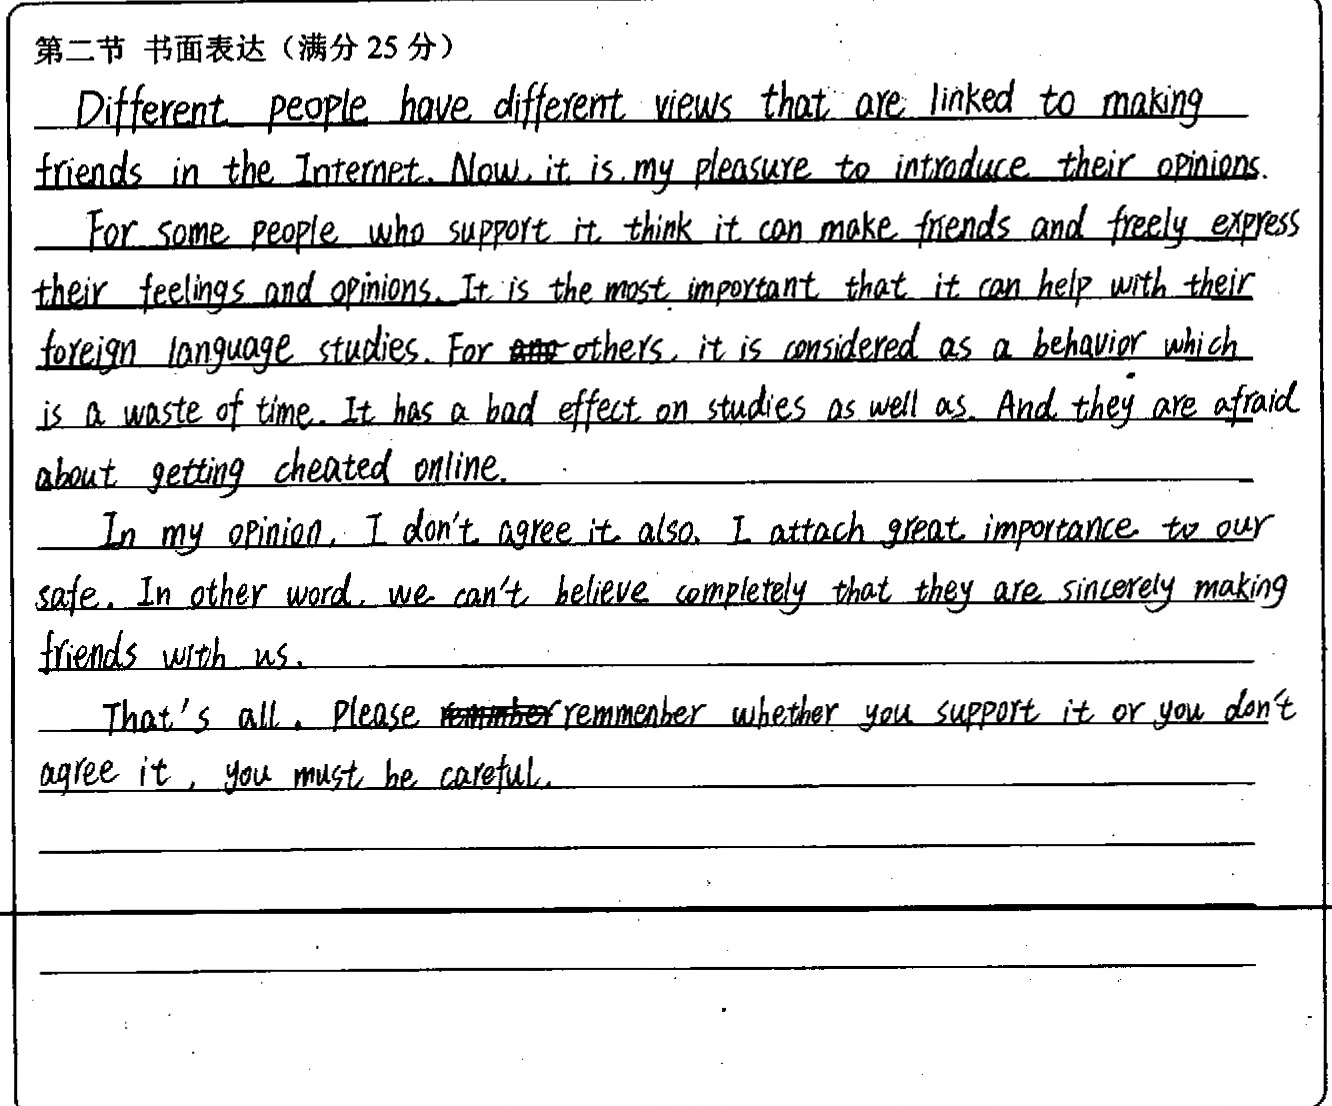 第二节 书面表达（满分 25 分）
Different people have different views that are linked to making
friends in the Internet. Now, it is my pleasure to introduce their opinions.
For some people who support it think it can make friends and freely express
their feelings and opinions. It is the most important that it can help with their
foreign language studies. For others, it is considered as a behavior which
is a waste of time. It has a bad effect on studies as well as. And they are afraid
about getting cheated online.
In my opinion, I don't agree it also. I attach great importance to our
safe. In other word, we can't believe completely that they are sincerely making
friends with us.
That's all. Please remmenber whether you support it or you don't
agree it, you must be careful.